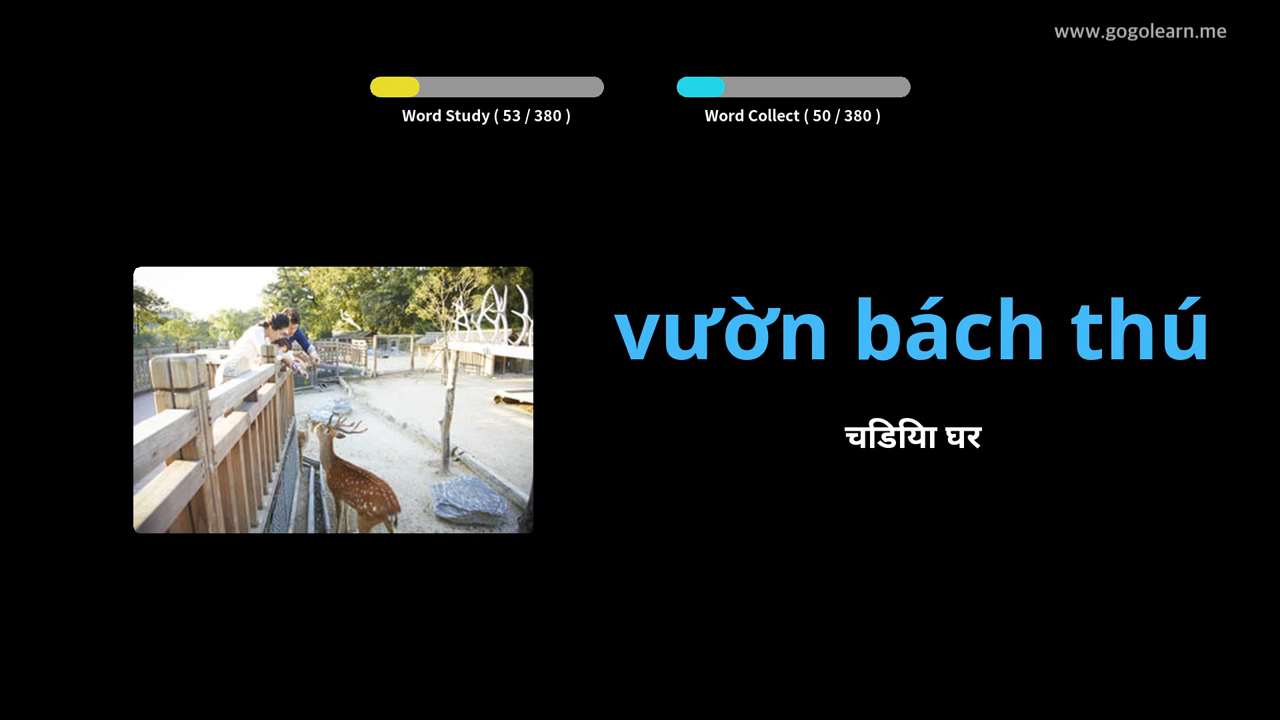 www.gogolearn.me
Word Study ( 53 / 380 )
Word Collect ( 50 / 380 )
vườn bách thú
चडियिा घर